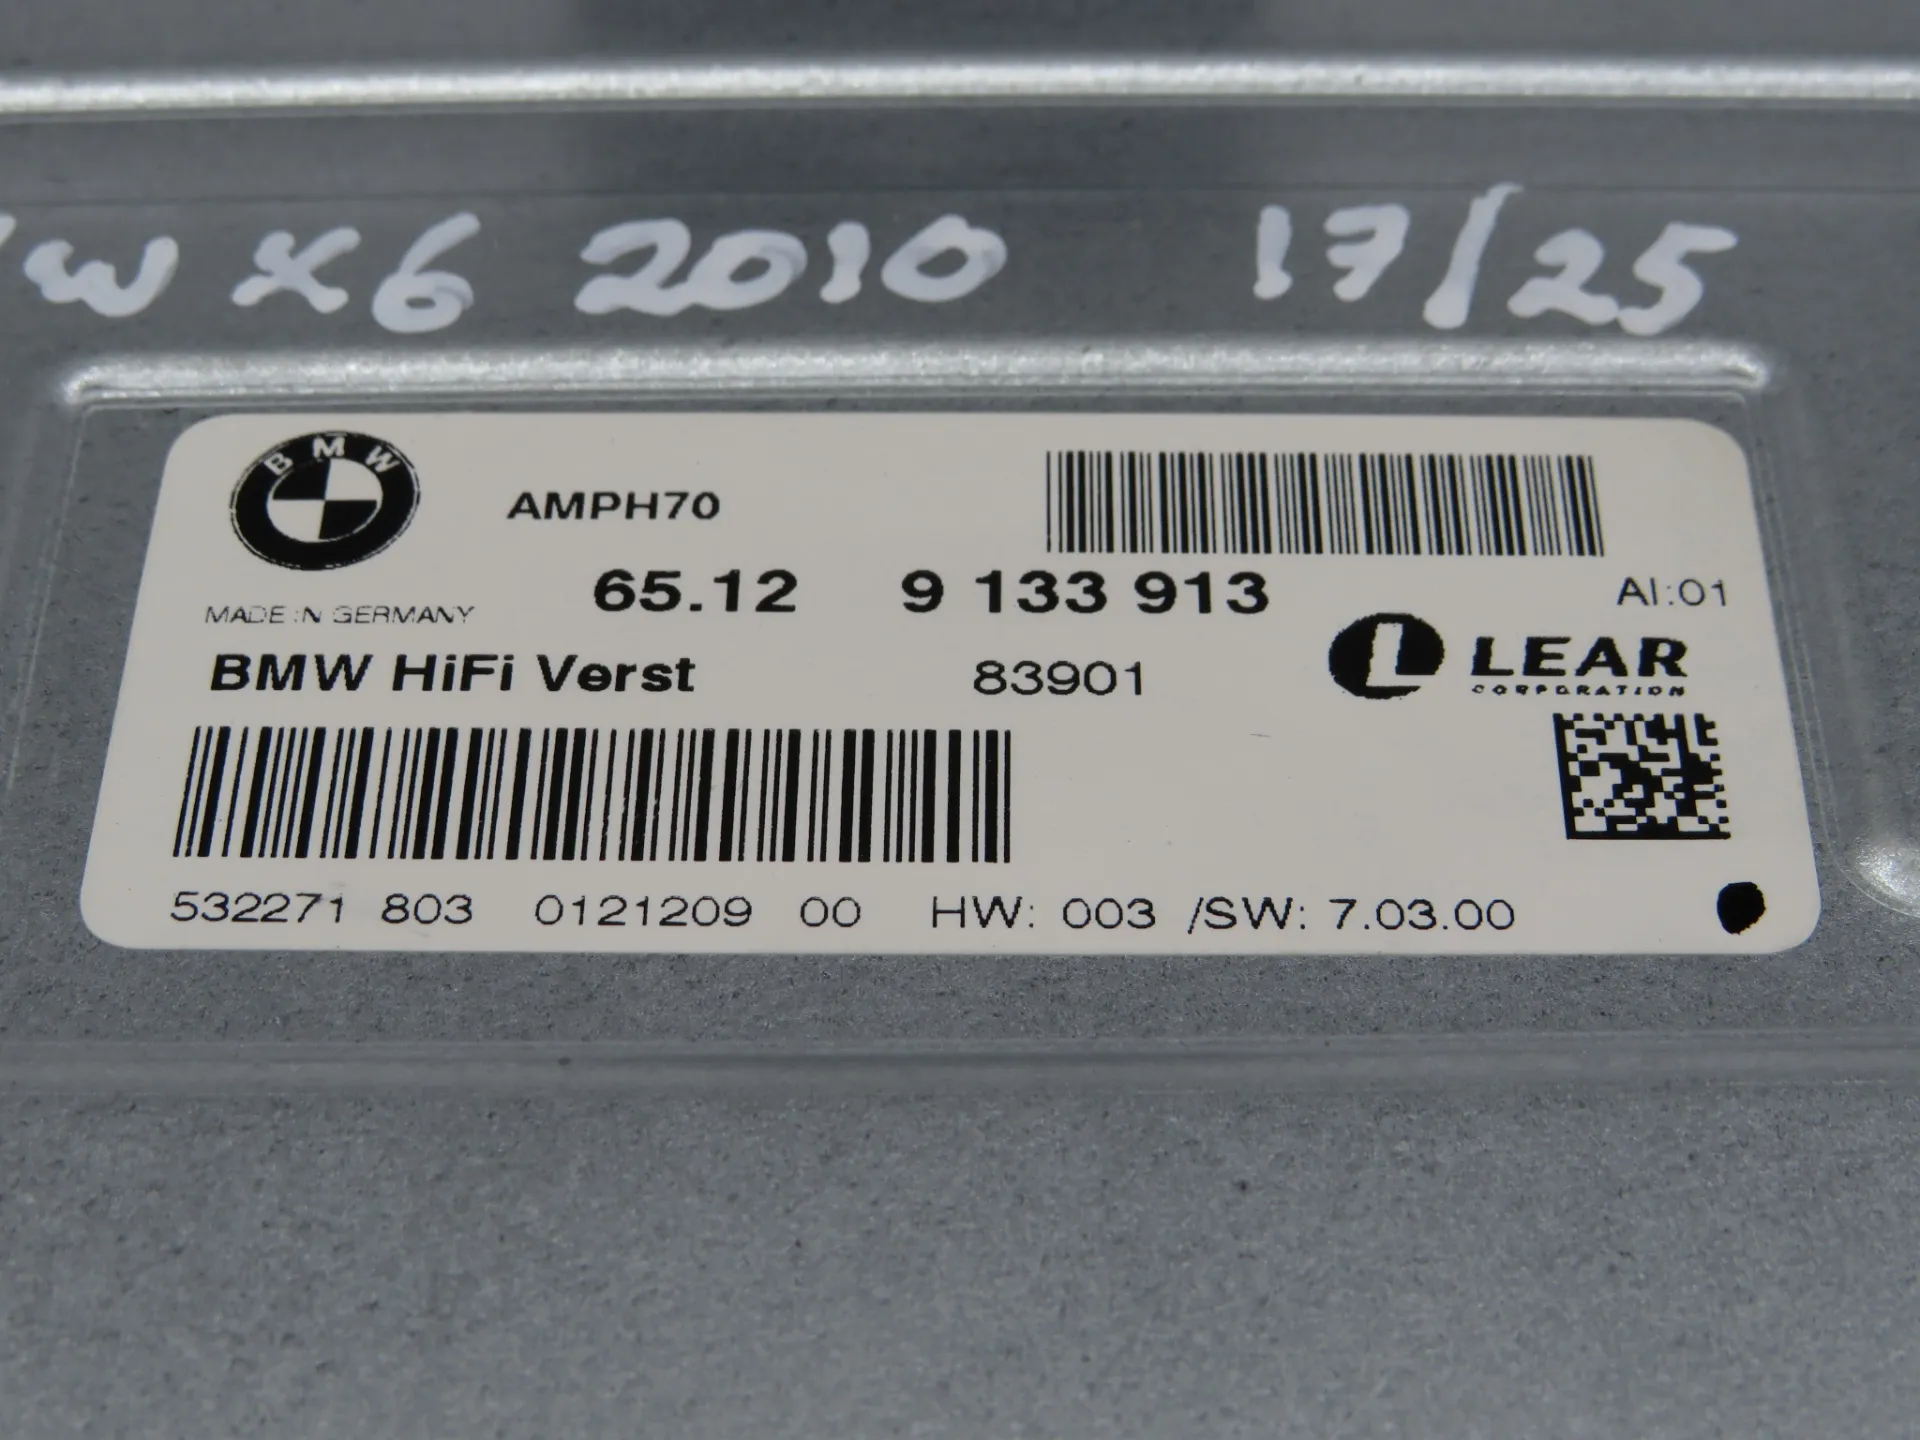 W X6 2010 17/25
BMW
AMPH70
65.12 9 133 913
AI:01
MADE IN GERMANY
LEAR
CORPORATION
BMW HiFi Verst 83901
532271 803 0121209 00 HW: 003 /SW: 7.03.00